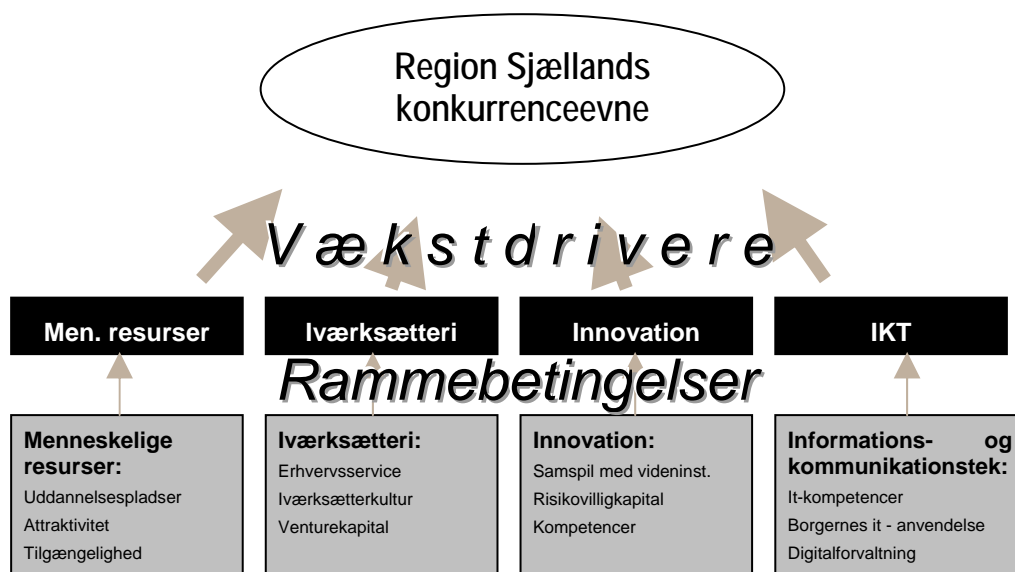 Region Sjællands
konkurrenceevne
Vækstdrivere
Men. resurser
Iværksætteri
Innovation
IKT
Rammebetingelser
Menneskelige
resurser:
Uddannelsespladser
Attraktivitet
Tilgængelighed
Iværksætteri:
Erhvervsservice
Iværksætterkultur
Venturekapital
Innovation:
Samspil med videninst.
Risikovilligkapital
Kompetencer
Informations- og
kommunikationstek:
It-kompetencer
Borgernes it - anvendelse
Digitalforvaltning